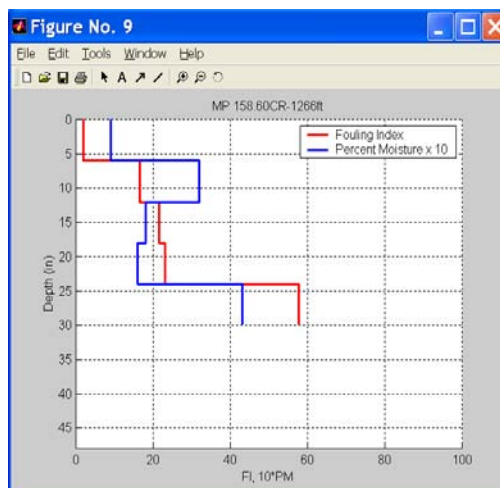 Figure No. 9
File Edit Tools Window Help
A
MP 158.60CR-1266ft
Fouling Index
Percent Moisture x 10
Depth (in)
0
5
10
15
20
25
30
35
40
45
0 20 40 60 80 100
FI, 10*PM